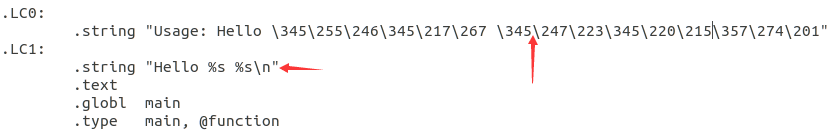 .LC0:
.string "Usage: Hello \345\255\246\345\217\267 \345\247\223\345\220\215\357\274\201"
.LC1:
.string "Hello %s %s\n"
.text
.globl main
.type main, @function